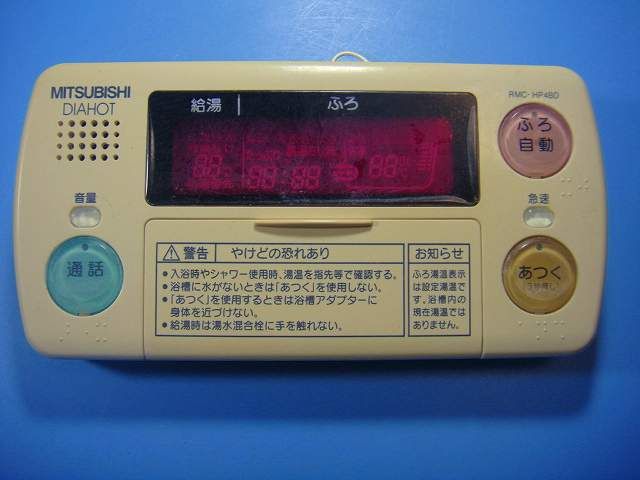 MITSUBISHI
DIAHOT
給湯 ふろ
RMC-HP4BD
ふろ
自動
音量
急速
通話
あつく
警告 やけどの恐れあり
●入浴時やシャワー使用時、湯温を指先等で確認する。
●浴槽に水がないときは「あつく」を使用しない。
●「あつく」を使用するときは浴槽アダプターに
身体を近づけない。
●給湯時は湯水混合栓に手を触れない。
お知らせ
ふろ湯温表示
は設定湯温で
す。浴槽内の
現在湯温では
ありません。